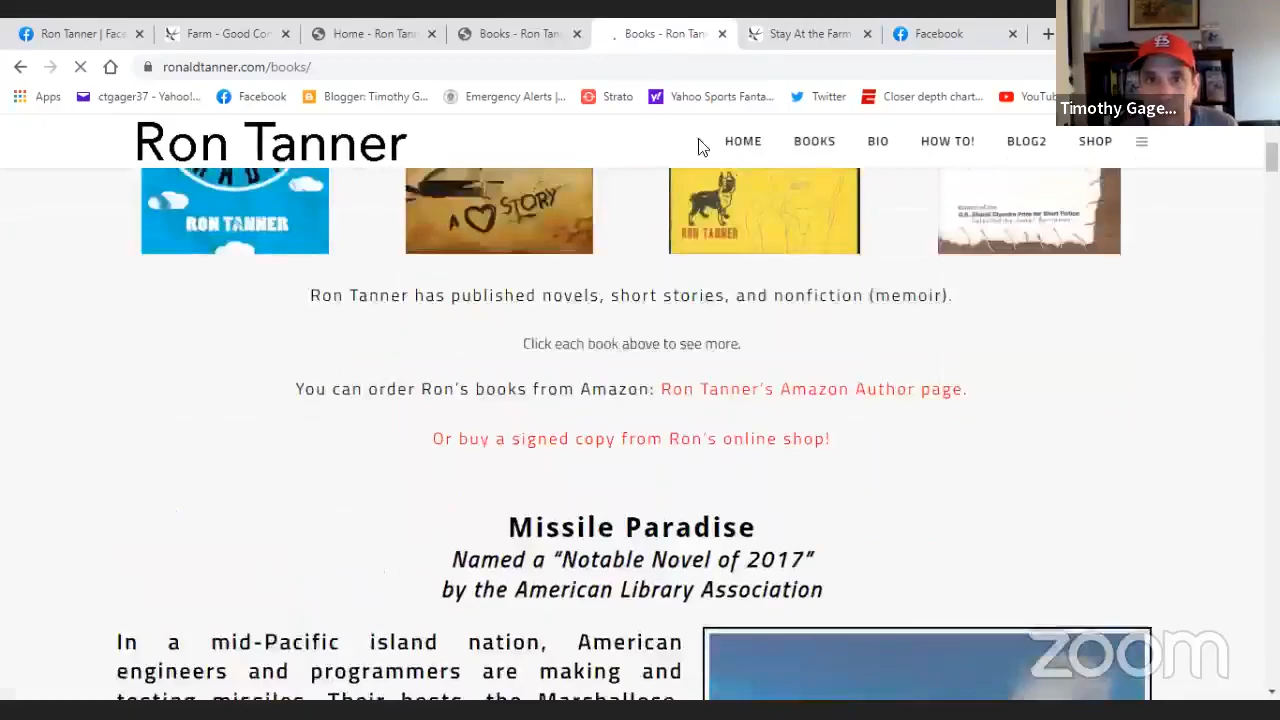 Ron Tanner | Face
Farm - Good Cor
Home - Ron Tann
Books - Ron Tann
Books - Ron Tann
Stay At the Farm
Facebook
ronaldtanner.com/books/
Apps ctgager37 - Yahoo!... Facebook Blogger: Timothy G... Emergency Alerts |... Strato Yahoo Sports Fanta... Twitter Closer depth chart... YouTub
Timothy Gage...
Ron Tanner
HOME BOOKS BIO HOW TO! BLOG2 SHOP
RON TANNER
A STORY
RON TANNER
Ron Tanner has published novels, short stories, and nonfiction (memoir).
Click each book above to see more.
You can order Ron's books from Amazon: Ron Tanner's Amazon Author page.
Or buy a signed copy from Ron's online shop!
Missile Paradise
Named a "Notable Novel of 2017"
by the American Library Association
In a mid-Pacific island nation, American
engineers and programmers are making and
testing missiles. Their hosts, the Marshallese,
zoom